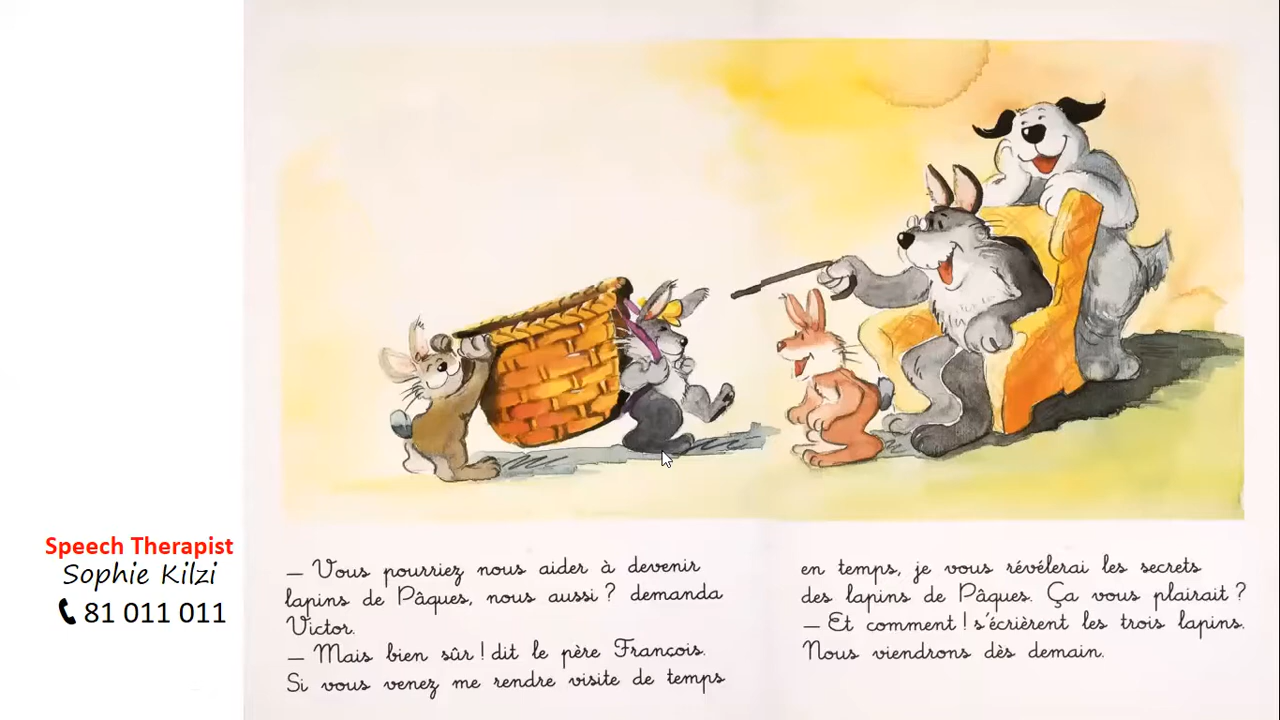 Speech Therapist
Sophie Kilzi
81 011 011
— Vous pourriez nous aider à devenir
lapins de Pâques, nous aussi ? demanda
Victor.
— Mais bien sûr ! dit le père François.
Si vous venez me rendre visite de temps
en temps, je vous révélerai les secrets
des lapins de Pâques. Ça vous plairait ?
— Et comment ! s'écrièrent les trois lapins.
Nous viendrons dès demain.